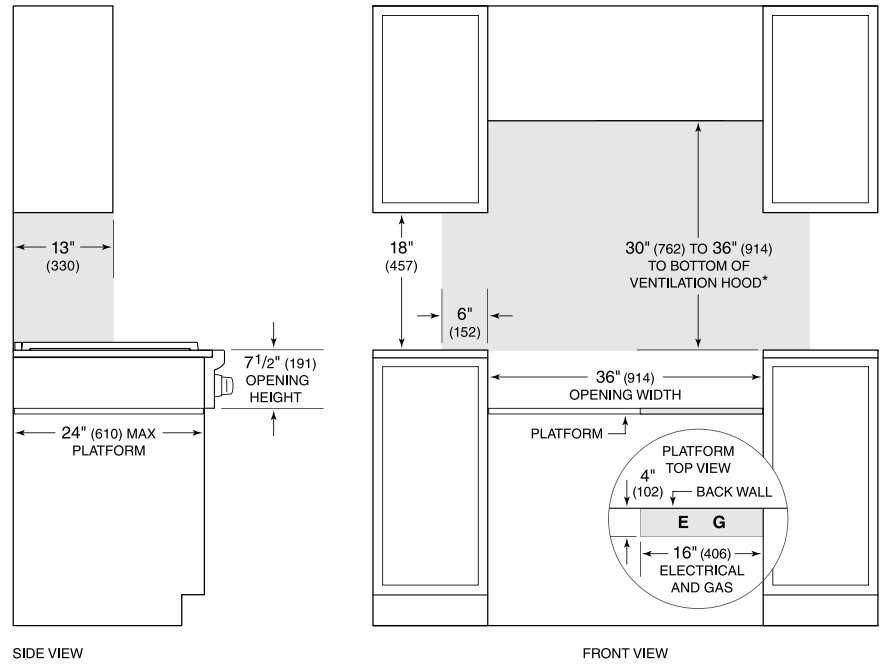 13"
(330)
7 1/2" (191)
OPENING
HEIGHT
24" (610) MAX
PLATFORM
SIDE VIEW
18"
(457)
30" (762) TO 36" (914)
TO BOTTOM OF
VENTILATION HOOD*
6"
(152)
36" (914)
OPENING WIDTH
PLATFORM
PLATFORM
TOP VIEW
4"
(102)
BACK WALL
E G
16" (406)
ELECTRICAL
AND GAS
FRONT VIEW